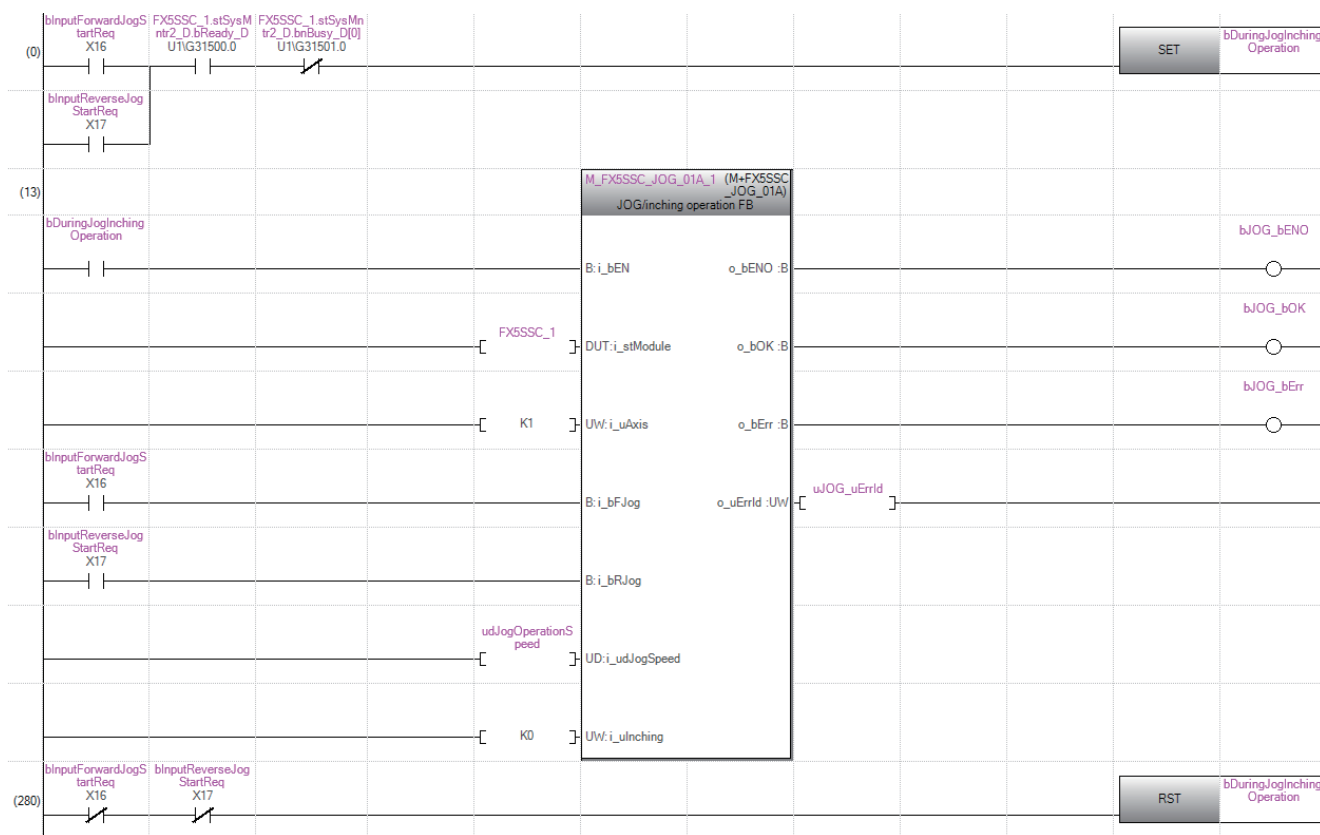 bInputForwardJogS FX5SSC_1.stSysM FX5SSC_1.stSysMn
tartReq ntr2_D.bReady_D tr2_D.bnBusy_D[0]
X16 U1\G31500.0 U1\G31501.0
(0)
SET
bDuringJogInching
Operation
bInputReverseJog
StartReq
X17
(13)
M_FX5SSC_JOG_01A_1 (M+FX5SSC
_JOG_01A)
JOG/inching operation FB
bDuringJogInching
Operation
B:i_bEN o_bENO :B
bJOG_bENO
FX5SSC_1
DUT:i_stModule o_bOK :B
bJOG_bOK
K1
UW:i_uAxis o_bErr :B
bJOG_bErr
bInputForwardJogS
tartReq
X16
B:i_bFJog o_uErrId :UW
uJOG_uErrId
bInputReverseJog
StartReq
X17
B:i_bRJog
udJogOperationS
peed
UD:i_udJogSpeed
K0
UW:i_uInching
bInputForwardJogS bInputReverseJog
tartReq StartReq
X16 X17
(280)
RST
bDuringJogInching
Operation